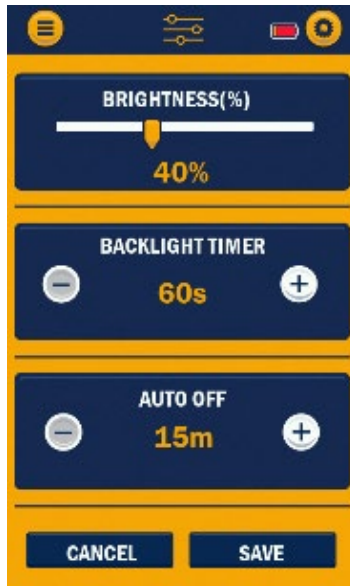 BRIGHTNESS(%)
40%
BACKLIGHT TIMER
60s
AUTO OFF
15m
CANCEL
SAVE